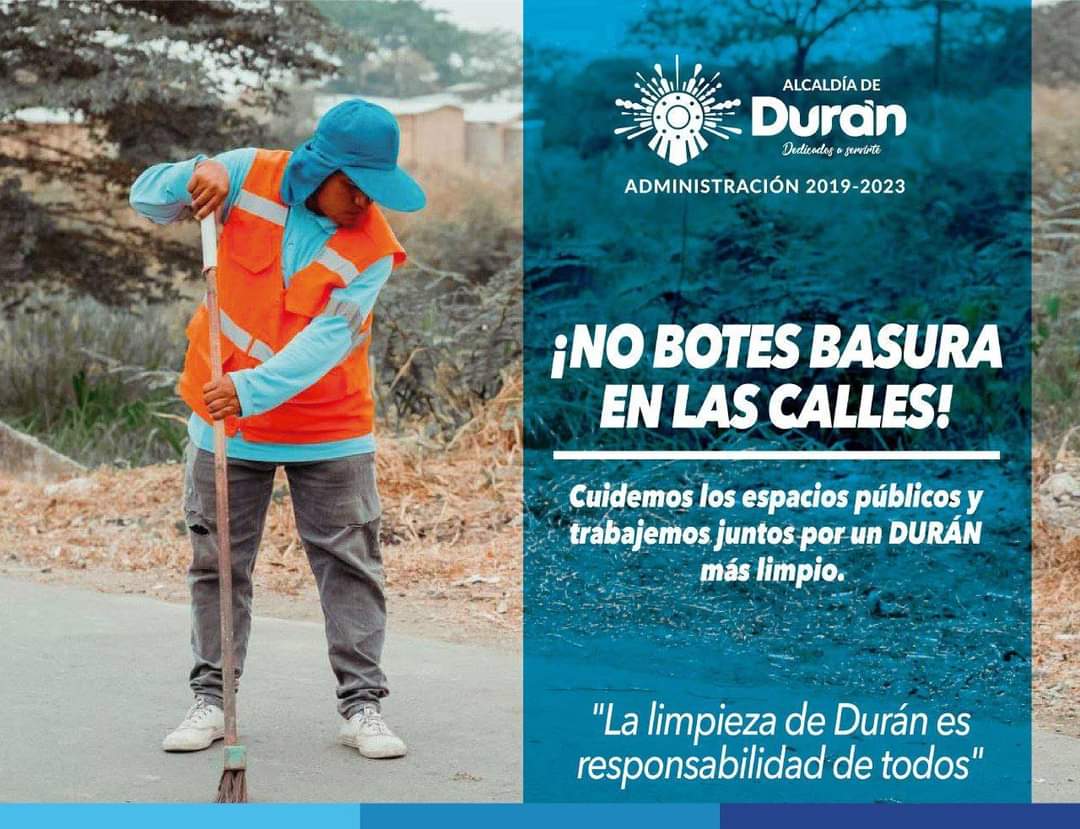 ALCALDÍA DE
Durán
Dedicados a servirte
ADMINISTRACIÓN 2019-2023
¡NO BOTES BASURA
EN LAS CALLES!
Cuidemos los espacios públicos y
trabajemos juntos por un DURÁN
más limpio.
"La limpieza de Durán es
responsabilidad de todos"